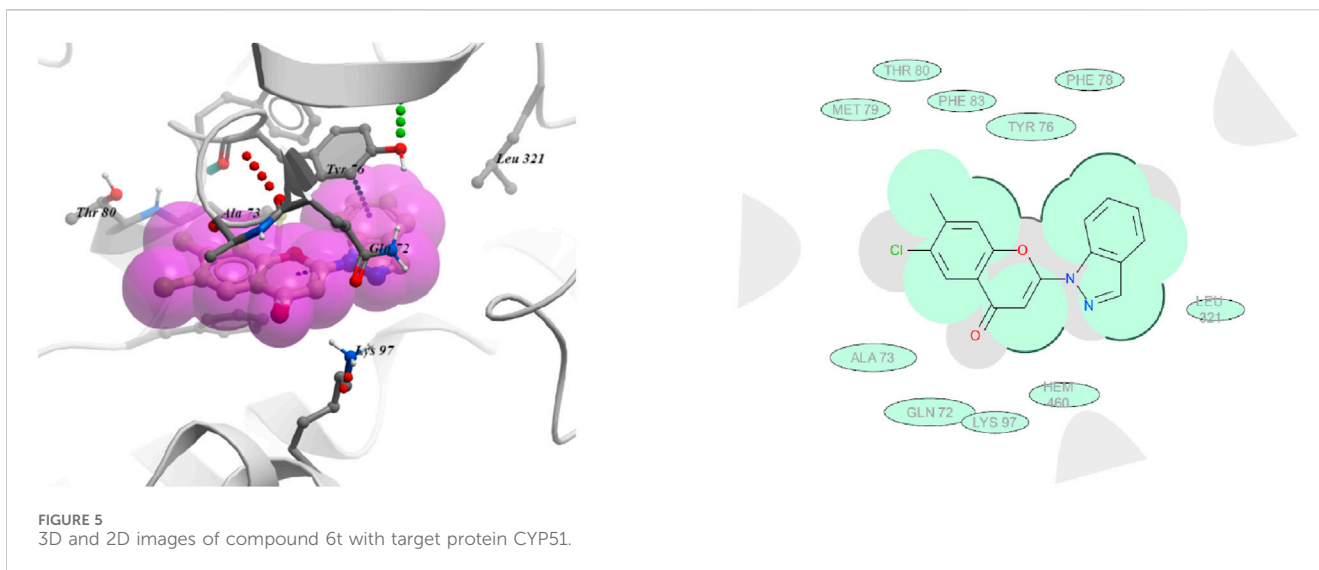 Tyr 76
Leu 321
Thr 80
Ala 73
Gln 72
Lys 97
THR 80
PHE 78
MET 79
PHE 83
TYR 76
Cl
O
N
N
O
LEU
321
ALA 73
HEM
460
GLN 72
LYS 97
FIGURE 5
3D and 2D images of compound 6t with target protein CYP51.